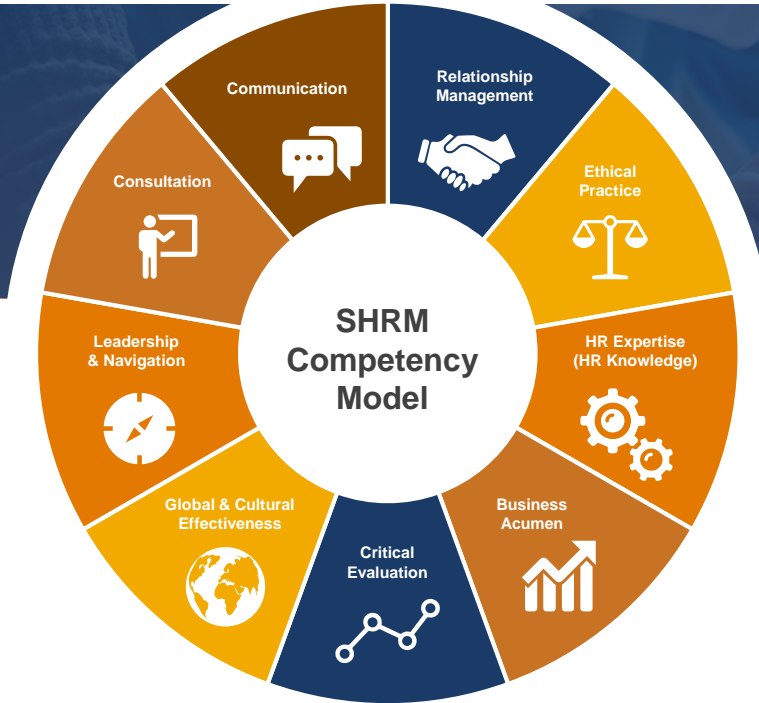 Communication
Relationship
Management
Consultation
Ethical
Practice
SHRM
Competency
Model
Leadership
& Navigation
HR Expertise
(HR Knowledge)
Global & Cultural
Effectiveness
Business
Acumen
Critical
Evaluation